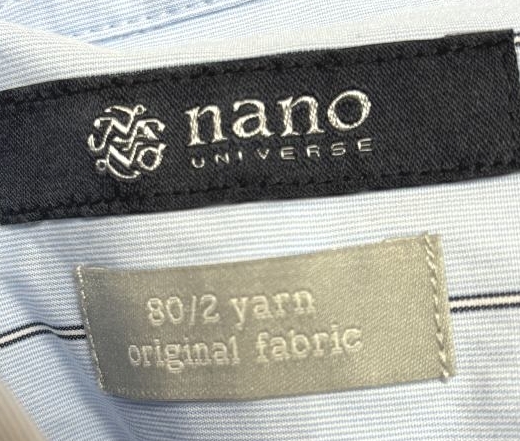 nano
UNIVERSE
80/2 yarn
original fabric